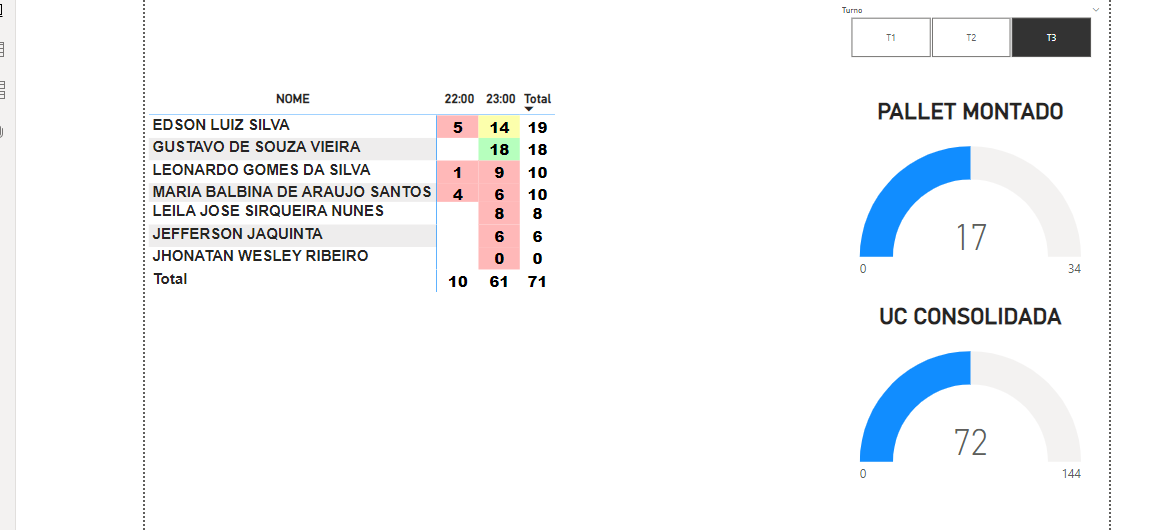 Turno
T1 T2 T3
NOME 22:00 23:00 Total
EDSON LUIZ SILVA 5 14 19
GUSTAVO DE SOUZA VIEIRA 18 18
LEONARDO GOMES DA SILVA 1 9 10
MARIA BALBINA DE ARAUJO SANTOS 4 6 10
LEILA JOSE SIRQUEIRA NUNES 8 8
JEFFERSON JAQUINTA 6 6
JHONATAN WESLEY RIBEIRO 0 0
Total 10 61 71
PALLET MONTADO
17
0 34
UC CONSOLIDADA
72
0 144